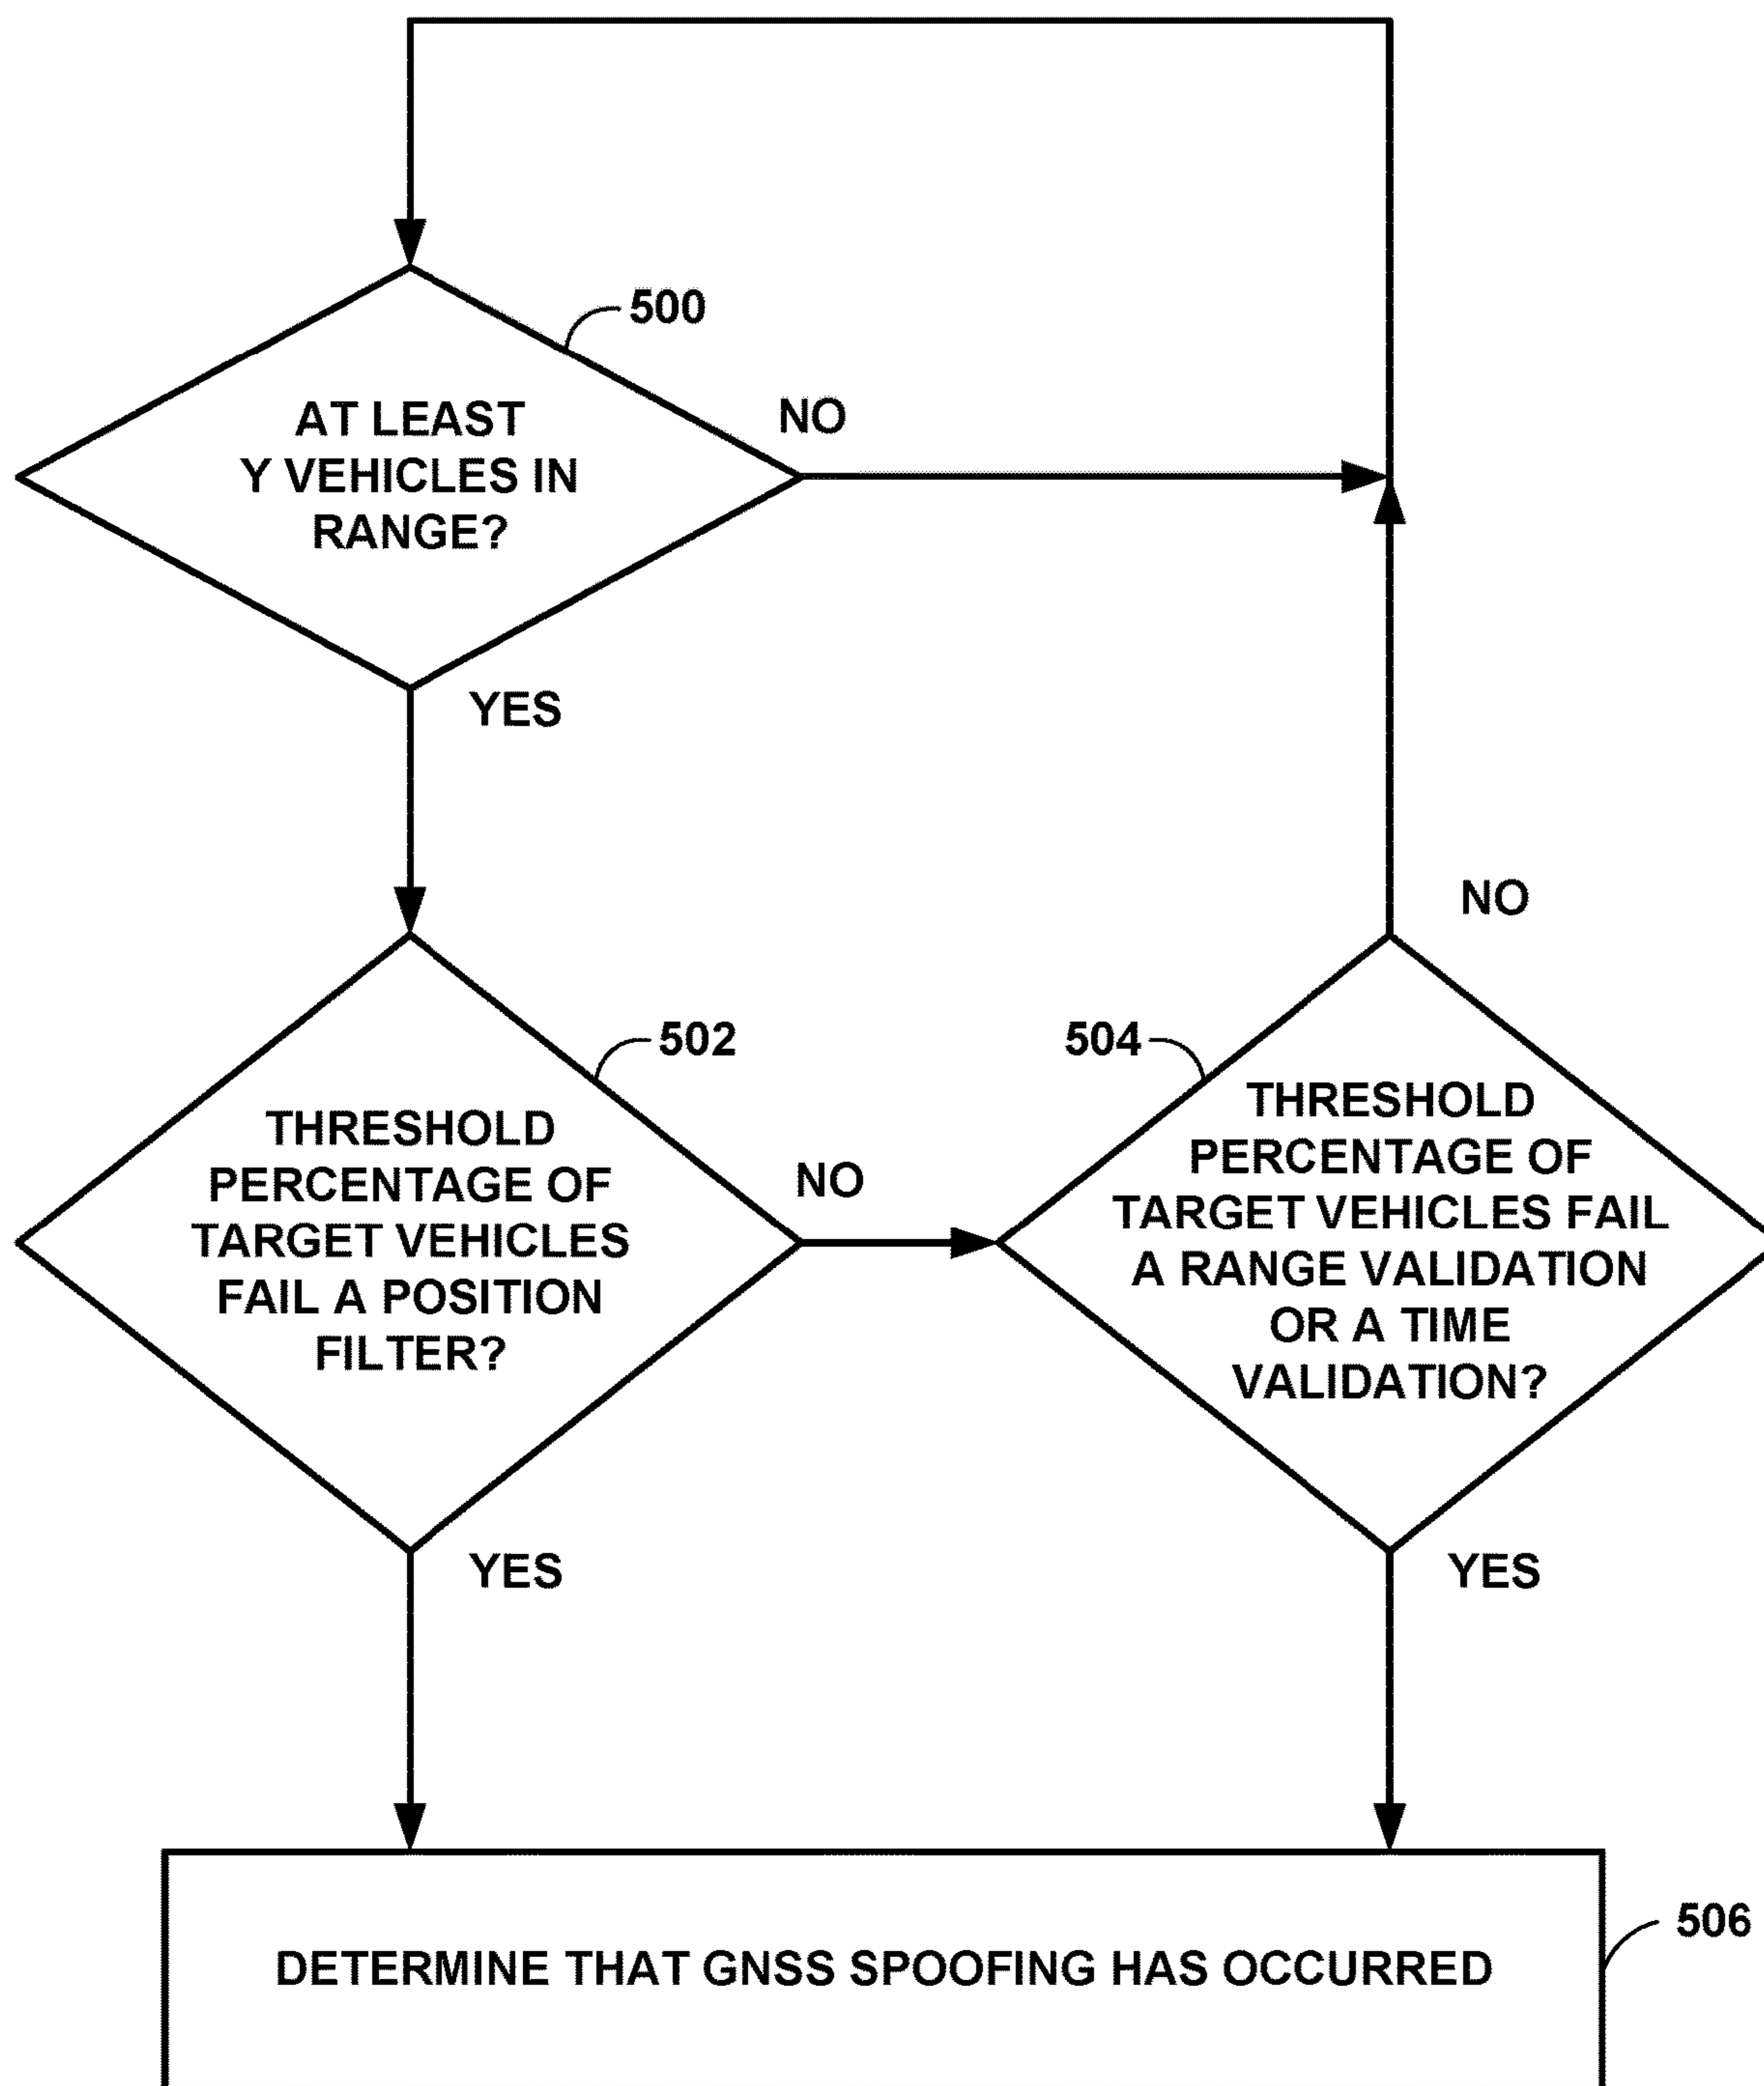 500
AT LEAST
Y VEHICLES IN
RANGE?
NO
YES
NO
502
504
THRESHOLD
PERCENTAGE OF
TARGET VEHICLES
FAIL A POSITION
FILTER?
NO
THRESHOLD
PERCENTAGE OF
TARGET VEHICLES FAIL
A RANGE VALIDATION
OR A TIME
VALIDATION?
YES
YES
506
DETERMINE THAT GNSS SPOOFING HAS OCCURRED